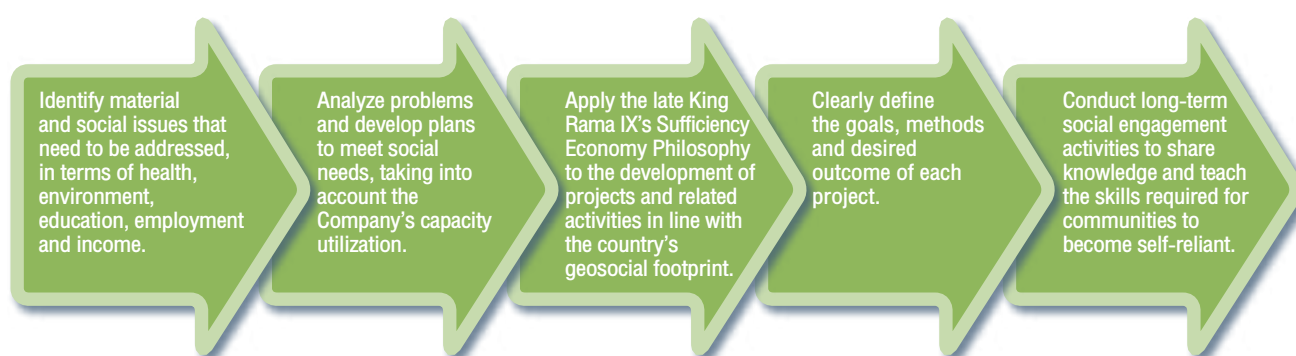 Identify material
and social issues that
need to be addressed,
in terms of health,
environment,
education, employment
and income.
Analyze problems
and develop plans
to meet social
needs, taking into
account the
Company's capacity
utilization.
Apply the late King
Rama IX's Sufficiency
Economy Philosophy
to the development of
projects and related
activities in line with
the country's
geosocial footprint.
Clearly define
the goals, methods
and desired
outcome of each
project.
Conduct long-term
social engagement
activities to share
knowledge and teach
the skills required for
communities to
become self-reliant.